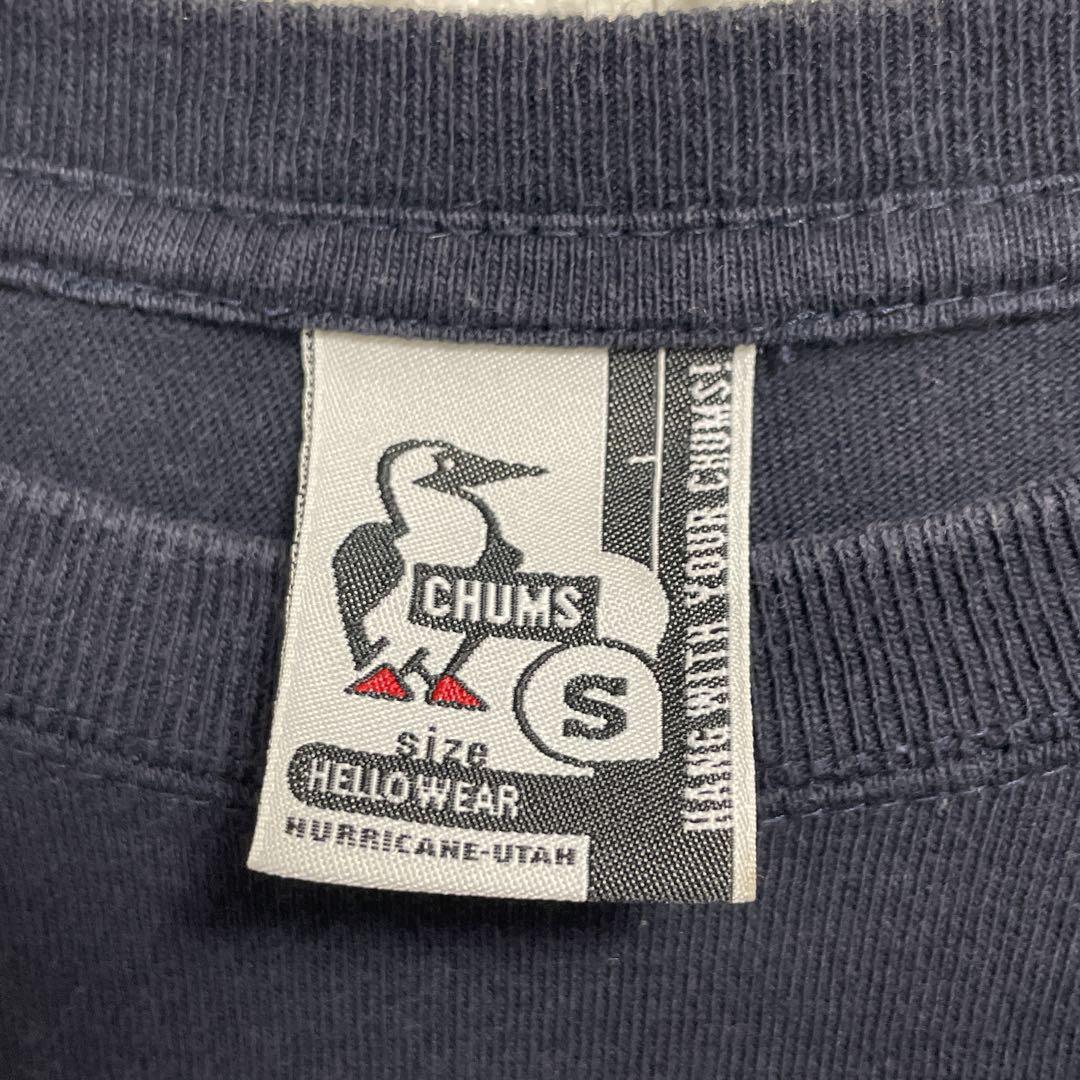 CHUMS
S
size
HELLO WEAR
HURRICANE-UTAH
HANG WITH YOUR CHUMS!